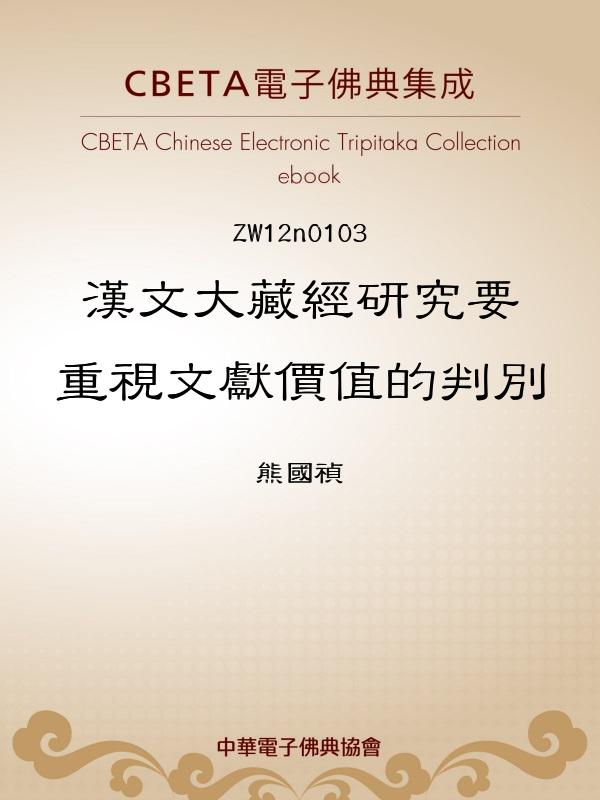 CBETA電子佛典集成
CBETA Chinese Electronic Tripitaka Collection
ebook
ZW12n0103
漢文大藏經研究要
重視文獻價值的判別
熊國禎
中華電子佛典協會